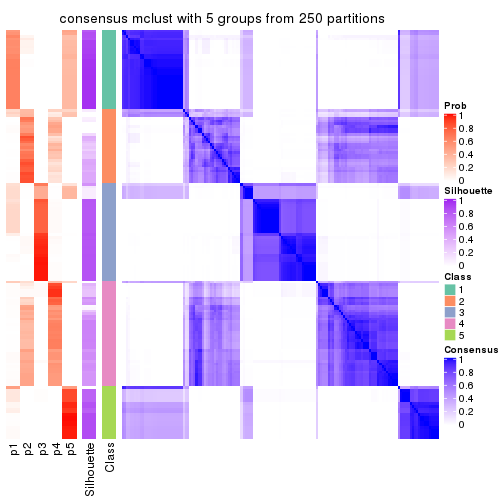 consensus mclust with 5 groups from 250 partitions
Prob
1
0.8
0.6
0.4
0.2
0
Silhouette
1
0.8
0.6
0.4
0.2
0
Class
1
2
3
4
5
Consensus
1
0.8
0.6
0.4
0.2
0
p1
p2
p3
p4
p5
Silhouette
Class